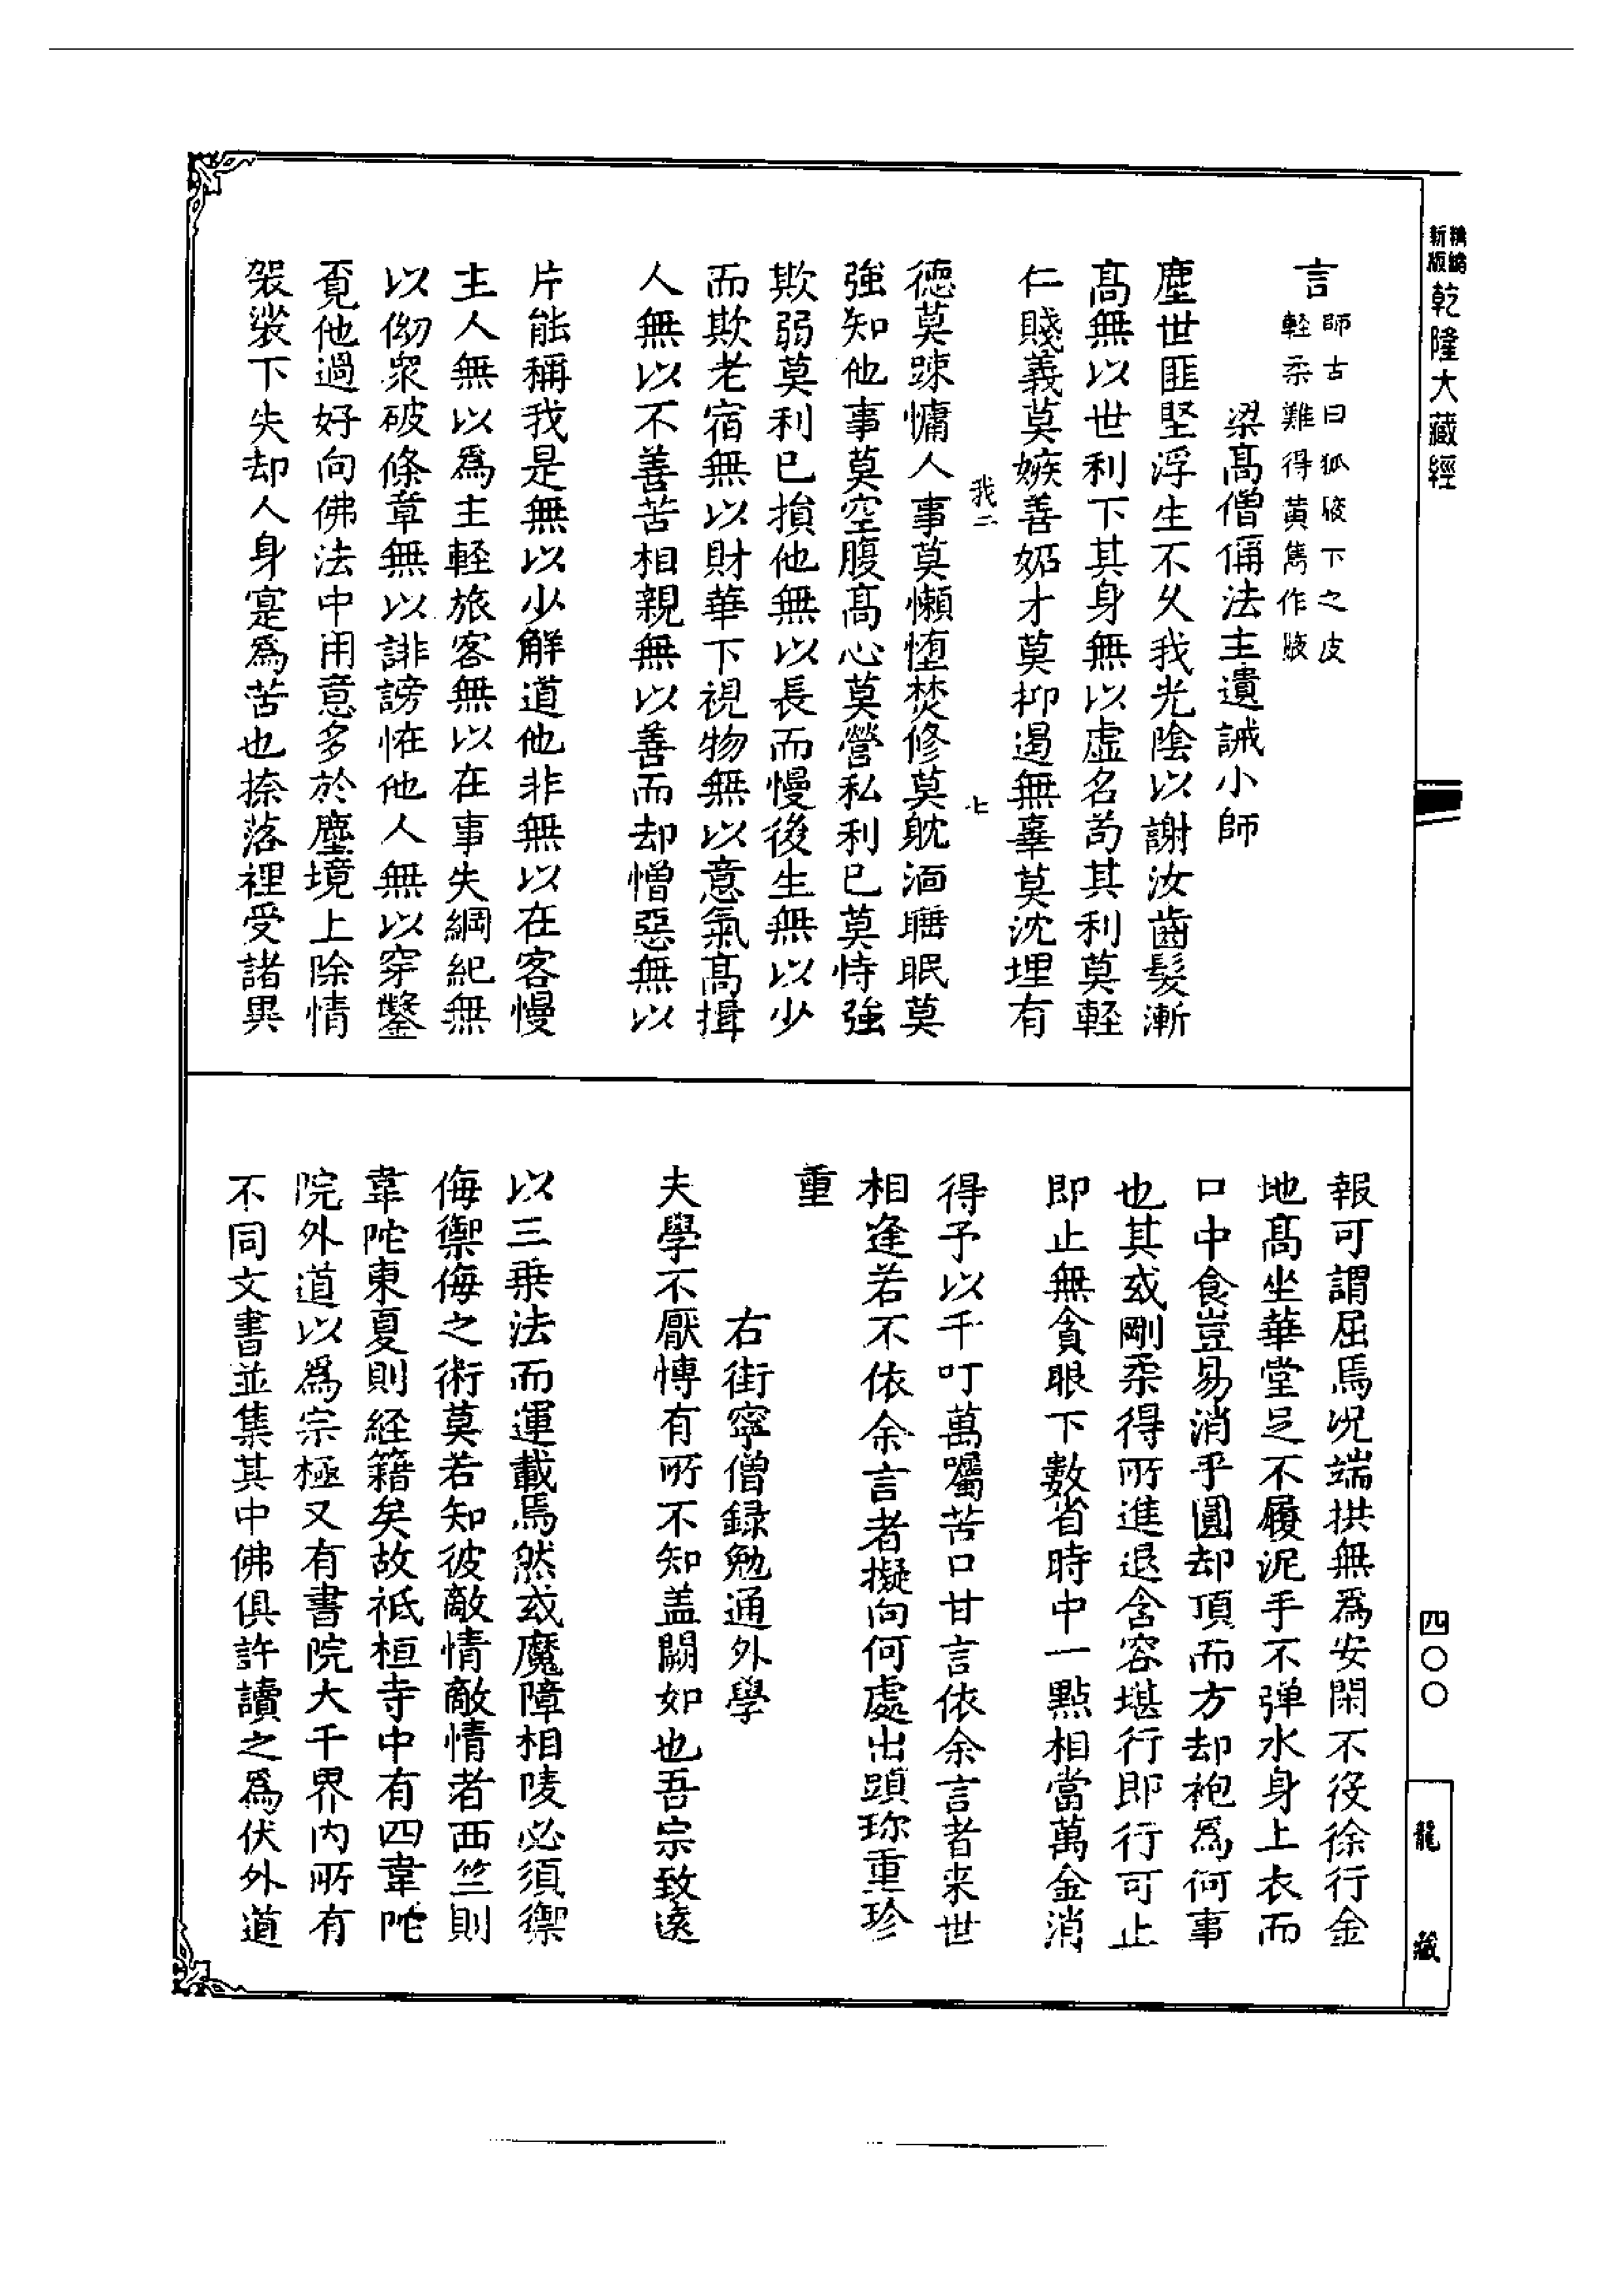 精縮
新版
乾隆大藏經
言
師古曰狐腋下之皮
輕柔難得黃雋作腋
梁高僧偁法主遺誡小師
塵世匪堅浮生不久我光陰以謝汝齒髮漸
高無以世利下其身無以虛名苟其利莫輕
仁賤義莫嫉善妬才莫抑遏無辜莫沈埋有
我二
七
德莫踈慵人事莫懶墮焚修莫躭湎睡眠莫
強知他事莫空腹高心莫營私利已莫恃強
欺弱莫利已損他無以長而慢後生無以少
而欺老宿無以財華下視物無以意氣高揖
人無以不善苦相親無以善而却憎惡無以
片能稱我是無以少解道他非無以在客慢
主人無以爲主輕旅客無以在事失綱紀無
以㑃衆破條章無以誹謗恠他人無以穿鑿
覔他過好向佛法中用意多於塵境上除情
袈裟下失却人身寔爲苦也捺落裡受諸異
報可謂屈焉况端拱無爲安閑不役徐行金
地高坐華堂足不履泥手不彈水身上衣而
口中食豈易消乎圓却頂而方却袍爲何事
也其或剛柔得所進退含容堪行即行可止
即止無貪眼下數省時中一點相當萬金消
得予以千叮萬囑苦口甘言依余言者来世
相逢若不依余言者擬向何處出頭珎重珍
重
右街寧僧録勉通外學
夫學不厭愽有所不知盖闕如也吾宗致遠
以三乗法而運載焉然或魔障相𠹳必須禦
侮禦侮之術莫若知彼敵情敵情者西竺則
韋陀東夏則経籍矣故祇桓寺中有四韋陀
院外道以爲宗極又有書院大千界內所有
不同文書並集其中佛俱許讀之爲伏外道
四〇〇
龍藏